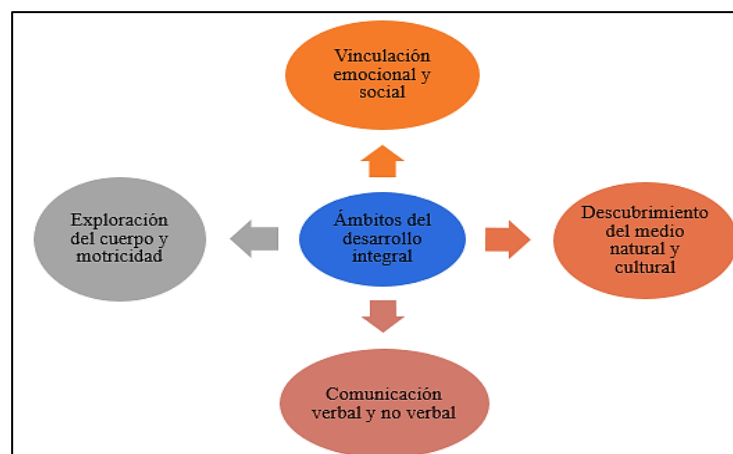 Vinculación
emocional y
social
Exploración
del cuerpo y
motricidad
Ámbitos del
desarrollo
integral
Descubrimiento
del medio
natural y
cultural
Comunicación
verbal y no verbal